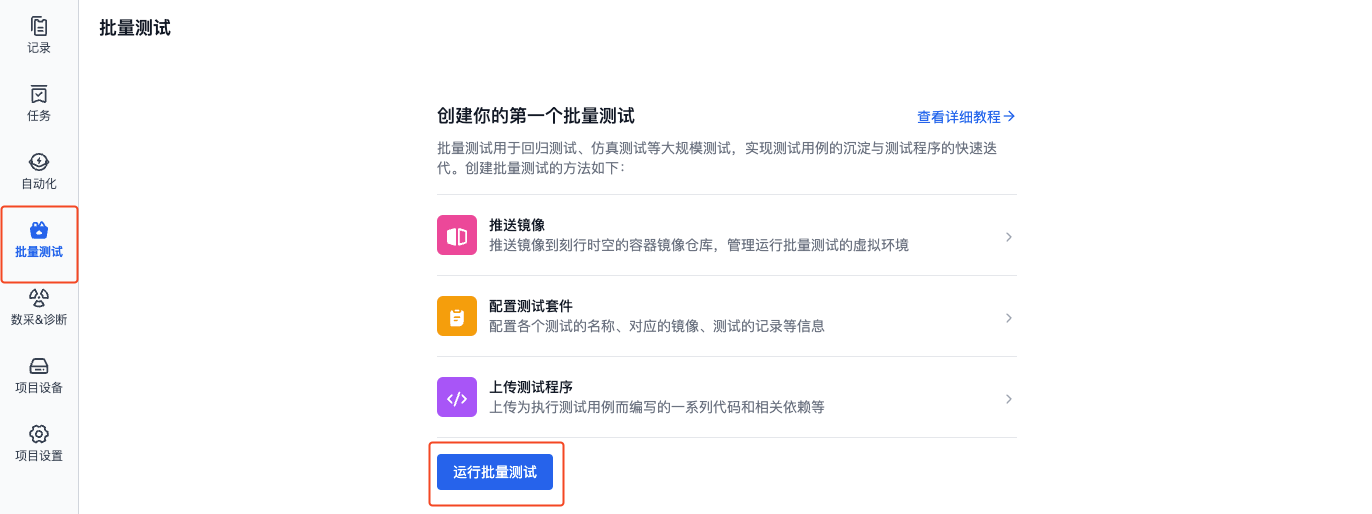 记录
任务
自动化
批量测试
数采&诊断
项目设备
项目设置
批量测试
创建你的第一个批量测试
查看详细教程
批量测试用于回归测试、仿真测试等大规模测试，实现测试用例的沉淀与测试程序的快速迭
代。创建批量测试的方法如下：
推送镜像
推送镜像到刻行时空的容器镜像仓库，管理运行批量测试的虚拟环境
配置测试套件
配置各个测试的名称、对应的镜像、测试的记录等信息
上传测试程序
上传为执行测试用例而编写的一系列代码和相关依赖等
运行批量测试